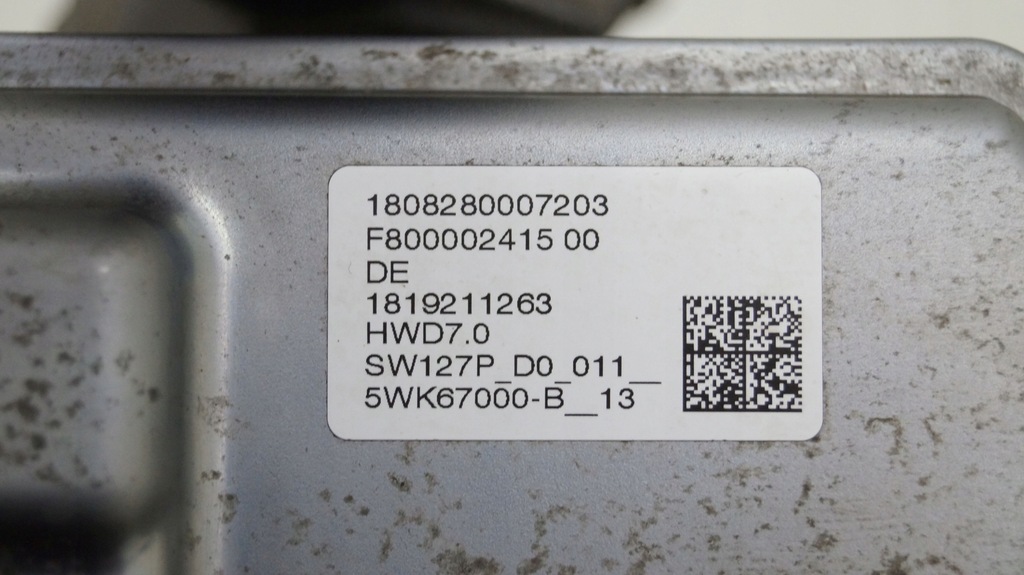 1808280007203
F800002415 00
DE
1819211263
HWD7.0
SW127P_D0_011__
5WK67000-B__13